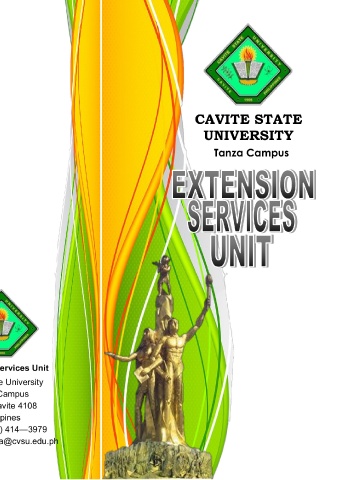 CAVITE STATE
UNIVERSITY
Tanza Campus
EXTENSION
SERVICES
UNIT
ervices Unit
e University
Campus
avite 4108
pines
) 414—3979
a@cvsu.edu.ph